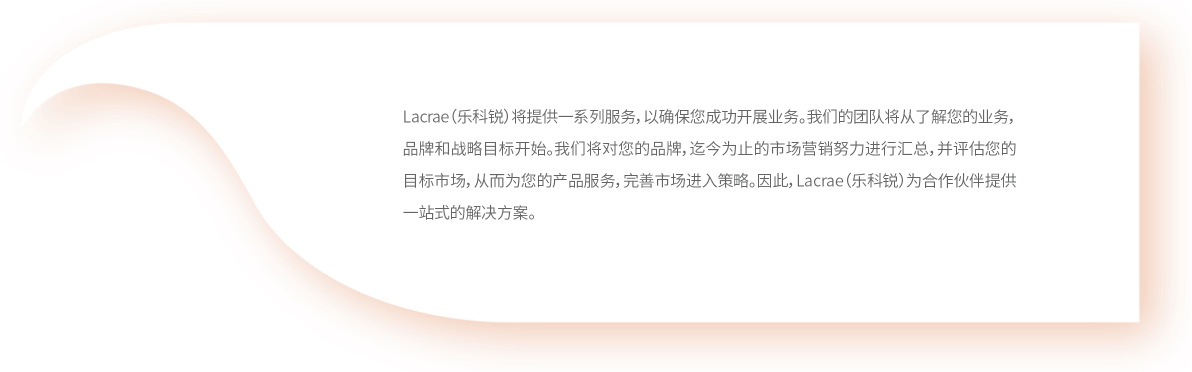 Lacrae（乐科锐）将提供一系列服务，以确保您成功开展业务。我们的团队将从了解您的业务，
品牌和战略目标开始。我们将对您的品牌，迄今为止的市场营销努力进行汇总，并评估您的
目标市场，从而为您的产品服务，完善市场进入策略。因此，Lacrae（乐科锐）为合作伙伴提供
一站式的解决方案。